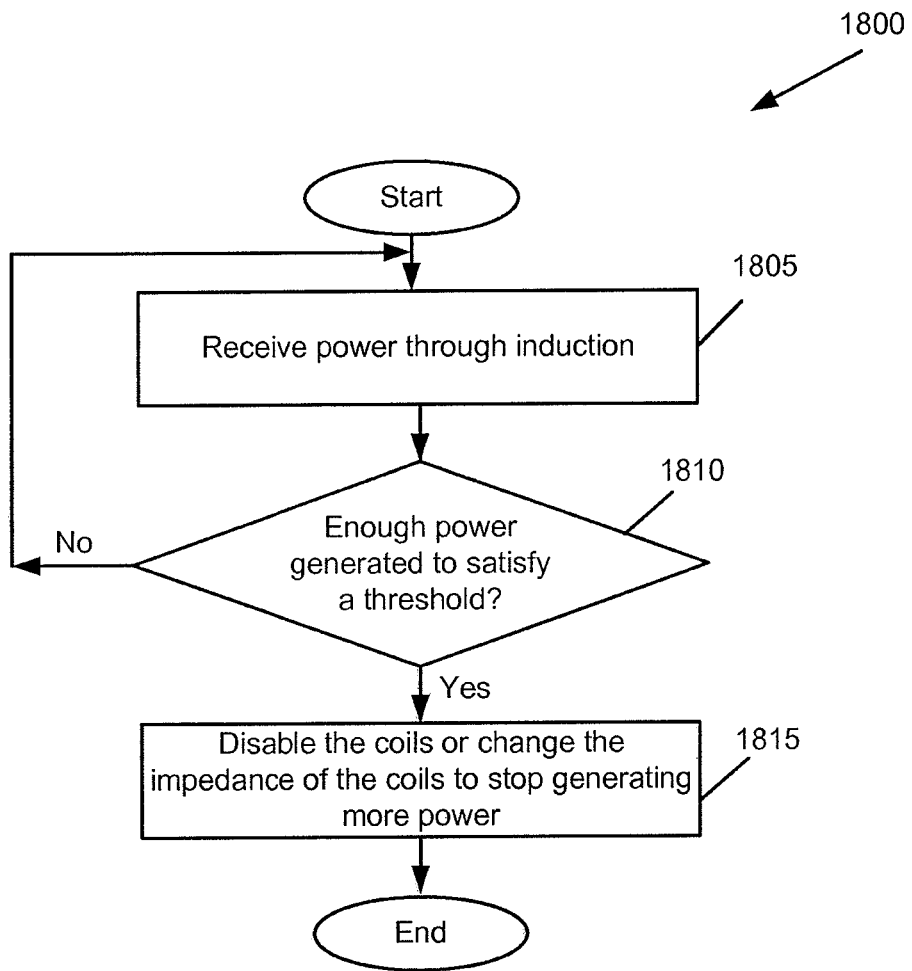 1800
Start
1805
Receive power through induction
1810
Enough power
generated to satisfy
a threshold?
No
Yes
1815
Disable the coils or change the
impedance of the coils to stop generating
more power
End